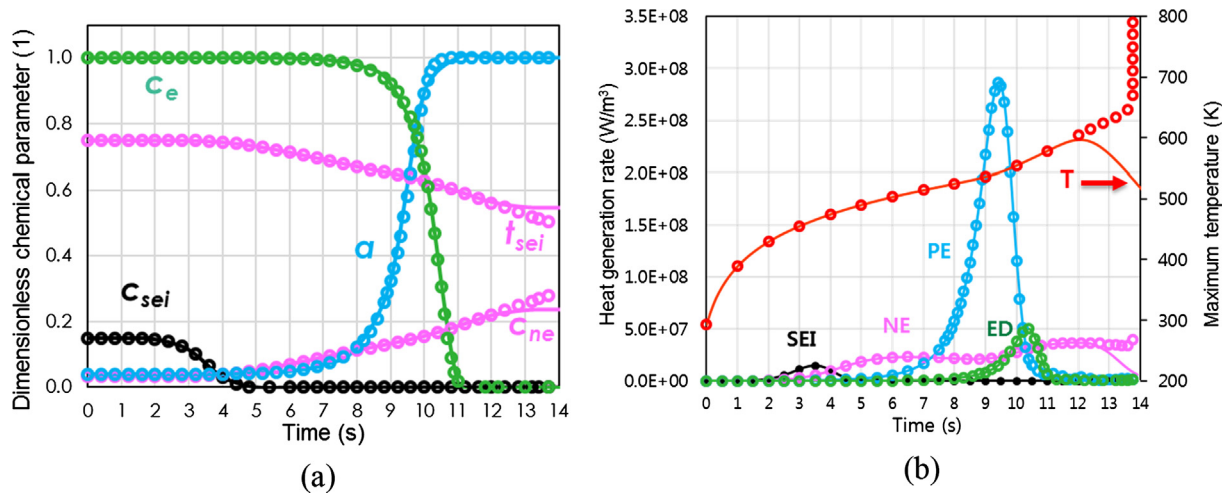 (a)
Dimensionless chemical parameter (1)
1.0
0.8
0.6
0.4
0.2
0.0
c_e
t_sei
a
c_sei
c_ne
0 1 2 3 4 5 6 7 8 9 10 11 12 13 14
Time (s)
(a)
(b)
Heat generation rate (W/m³)
3.5E+08
3.0E+08
2.5E+08
2.0E+08
1.5E+08
1.0E+08
5.0E+07
0.0E+00
T
PE
SEI
NE
ED
800
700
600
500
400
300
200
Maximum temperature (K)
0 1 2 3 4 5 6 7 8 9 10 11 12 13 14
Time (s)
(b)